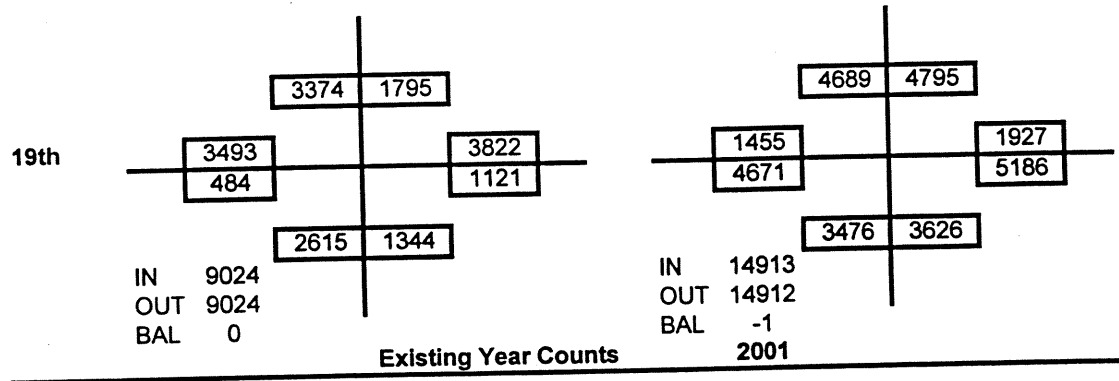 3374 1795 4689 4795
19th 3493 3822 1455 1927
484 1121 4671 5186
2615 1344 3476 3626
IN 9024 IN 14913
OUT 9024 OUT 14912
BAL 0 BAL -1
Existing Year Counts 2001